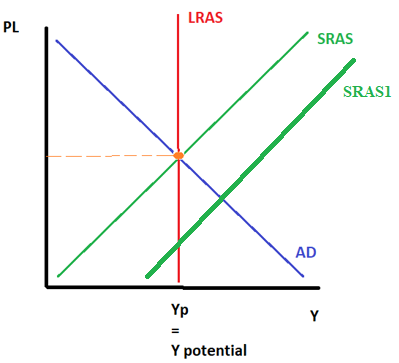 PL
LRAS
SRAS
SRAS1
AD
Yp
=
Y potential
Y